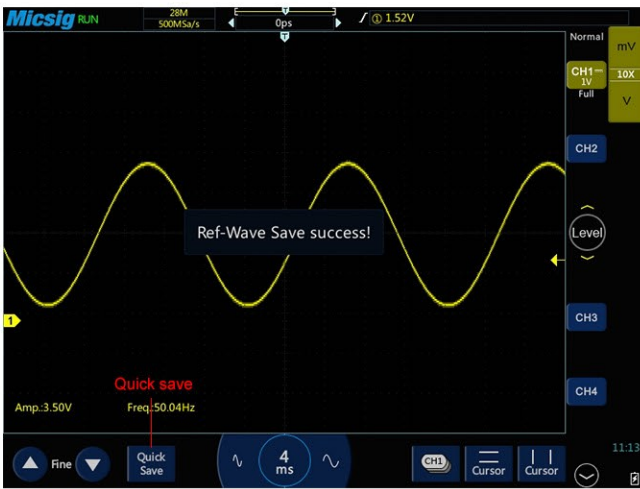 Micsig RUN
28M
500MSa/s
0ps
T
① 1.52V
Normal
mV
CH1
1V
Full
10X
V
CH2
Ref-Wave Save success!
Level
1
CH3
Quick save
CH4
Amp.:3.50V Freq.:50.04Hz
Fine
Quick
Save
4
ms
CH1
Cursor
Cursor
11:13